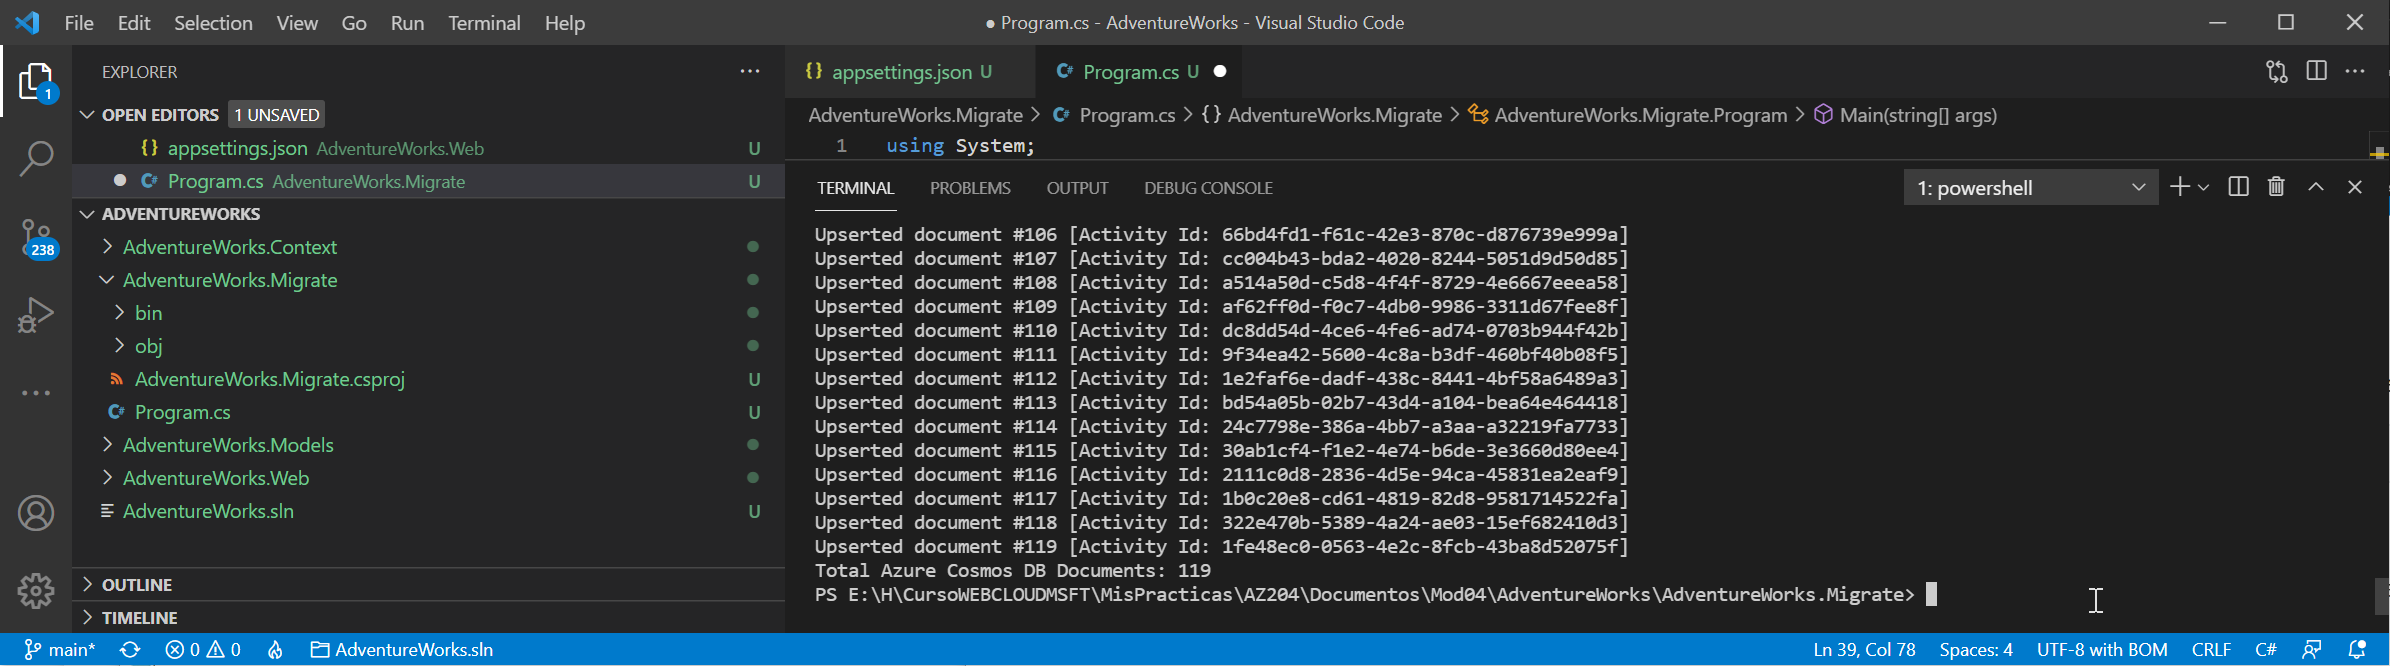 File Edit Selection View Go Run Terminal Help
● Program.cs - AdventureWorks - Visual Studio Code
EXPLORER
1
OPEN EDITORS 1 UNSAVED
{} appsettings.json AdventureWorks.Web U
● C# Program.cs AdventureWorks.Migrate U
238
ADVENTUREWORKS
AdventureWorks.Context
AdventureWorks.Migrate
bin
obj
AdventureWorks.Migrate.csproj U
C# Program.cs U
AdventureWorks.Models
AdventureWorks.Web
AdventureWorks.sln U
OUTLINE
TIMELINE
{} appsettings.json U
C# Program.cs U ●
AdventureWorks.Migrate > C# Program.cs > {} AdventureWorks.Migrate > AdventureWorks.Migrate.Program > Main(string[] args)
1 using System;
TERMINAL PROBLEMS OUTPUT DEBUG CONSOLE
1: powershell
Upserted document #106 [Activity Id: 66bd4fd1-f61c-42e3-870c-d876739e999a]
Upserted document #107 [Activity Id: cc004b43-bda2-4020-8244-5051d9d50d85]
Upserted document #108 [Activity Id: a514a50d-c5d8-4f4f-8729-4e6667eeea58]
Upserted document #109 [Activity Id: af62ff0d-f0c7-4db0-9986-3311d67fee8f]
Upserted document #110 [Activity Id: dc8dd54d-4ce6-4fe6-ad74-0703b944f42b]
Upserted document #111 [Activity Id: 9f34ea42-5600-4c8a-b3df-460bf40b08f5]
Upserted document #112 [Activity Id: 1e2faf6e-dadf-438c-8441-4bf58a6489a3]
Upserted document #113 [Activity Id: bd54a05b-02b7-43d4-a104-bea64e464418]
Upserted document #114 [Activity Id: 24c7798e-386a-4bb7-a3aa-a32219fa7733]
Upserted document #115 [Activity Id: 30ab1cf4-f1e2-4e74-b6de-3e3660d80ee4]
Upserted document #116 [Activity Id: 2111c0d8-2836-4d5e-94ca-45831ea2eaf9]
Upserted document #117 [Activity Id: 1b0c20e8-cd61-4819-82d8-9581714522fa]
Upserted document #118 [Activity Id: 322e470b-5389-4a24-ae03-15ef682410d3]
Upserted document #119 [Activity Id: 1fe48ec0-0563-4e2c-8fcb-43ba8d52075f]
Total Azure Cosmos DB Documents: 119
PS E:\H\CursoWEBCLOUDMSFT\MisPracticas\AZ204\Documentos\Mod04\AdventureWorks\AdventureWorks.Migrate>
main* 0 0 AdventureWorks.sln
Ln 39, Col 78 Spaces: 4 UTF-8 with BOM CRLF C#